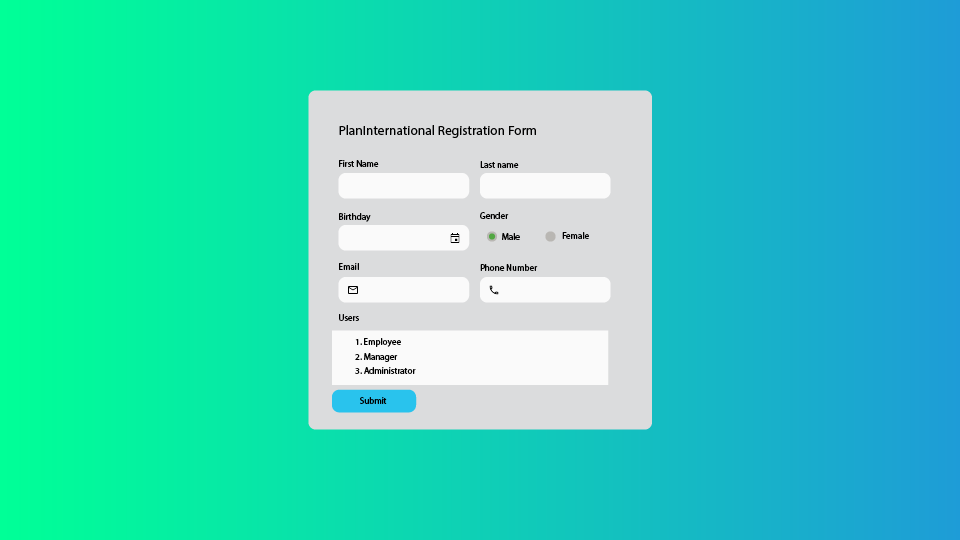 PlanInternational Registration Form
First Name
Last name
Birthday
Gender
Male
Female
Email
Phone Number
Users
1. Employee
2. Manager
3. Administrator
Submit